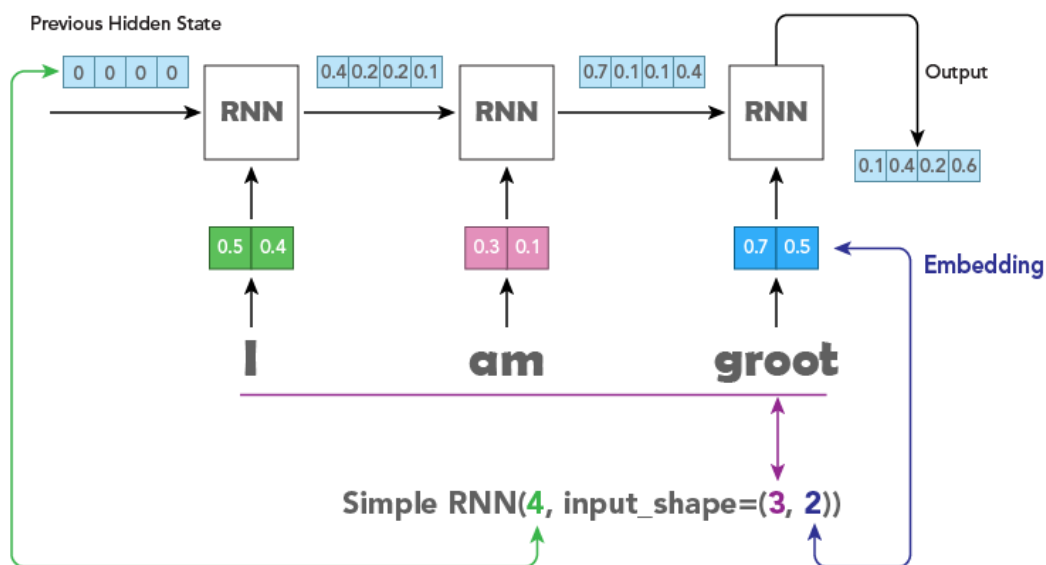 Previous Hidden State
0 0 0 0
0.4 0.2 0.2 0.1
0.7 0.1 0.1 0.4
RNN
RNN
RNN
Output
0.1 0.4 0.2 0.6
0.5 0.4
0.3 0.1
0.7 0.5
Embedding
I
am
groot
Simple RNN(4, input_shape=(3, 2))